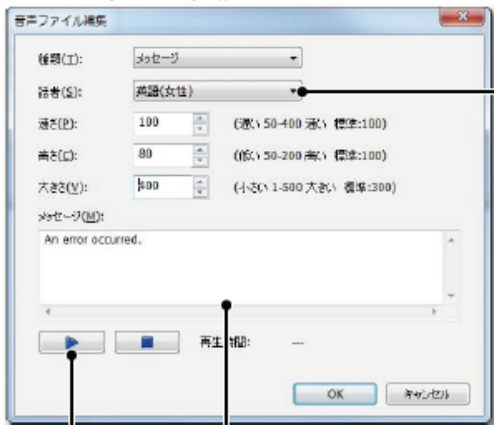 音声ファイル編集
種類(T):
メッセージ
話者(S):
英語(女性)
速さ(P):
100
(遅い 50-400 速い 標準:100)
高さ(C):
80
(低い 50-200 高い 標準:100)
大きさ(V):
400
(小さい 1-500 大きい 標準:300)
メッセージ(M):
An error occurred.
再生時間:
---
OK
キャンセル